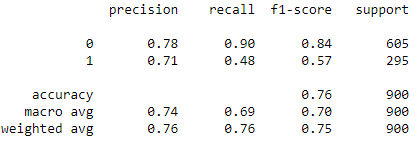 precision recall f1-score support
0 0.78 0.90 0.84 605
1 0.71 0.48 0.57 295
accuracy 0.76 900
macro avg 0.74 0.69 0.70 900
weighted avg 0.76 0.76 0.75 900